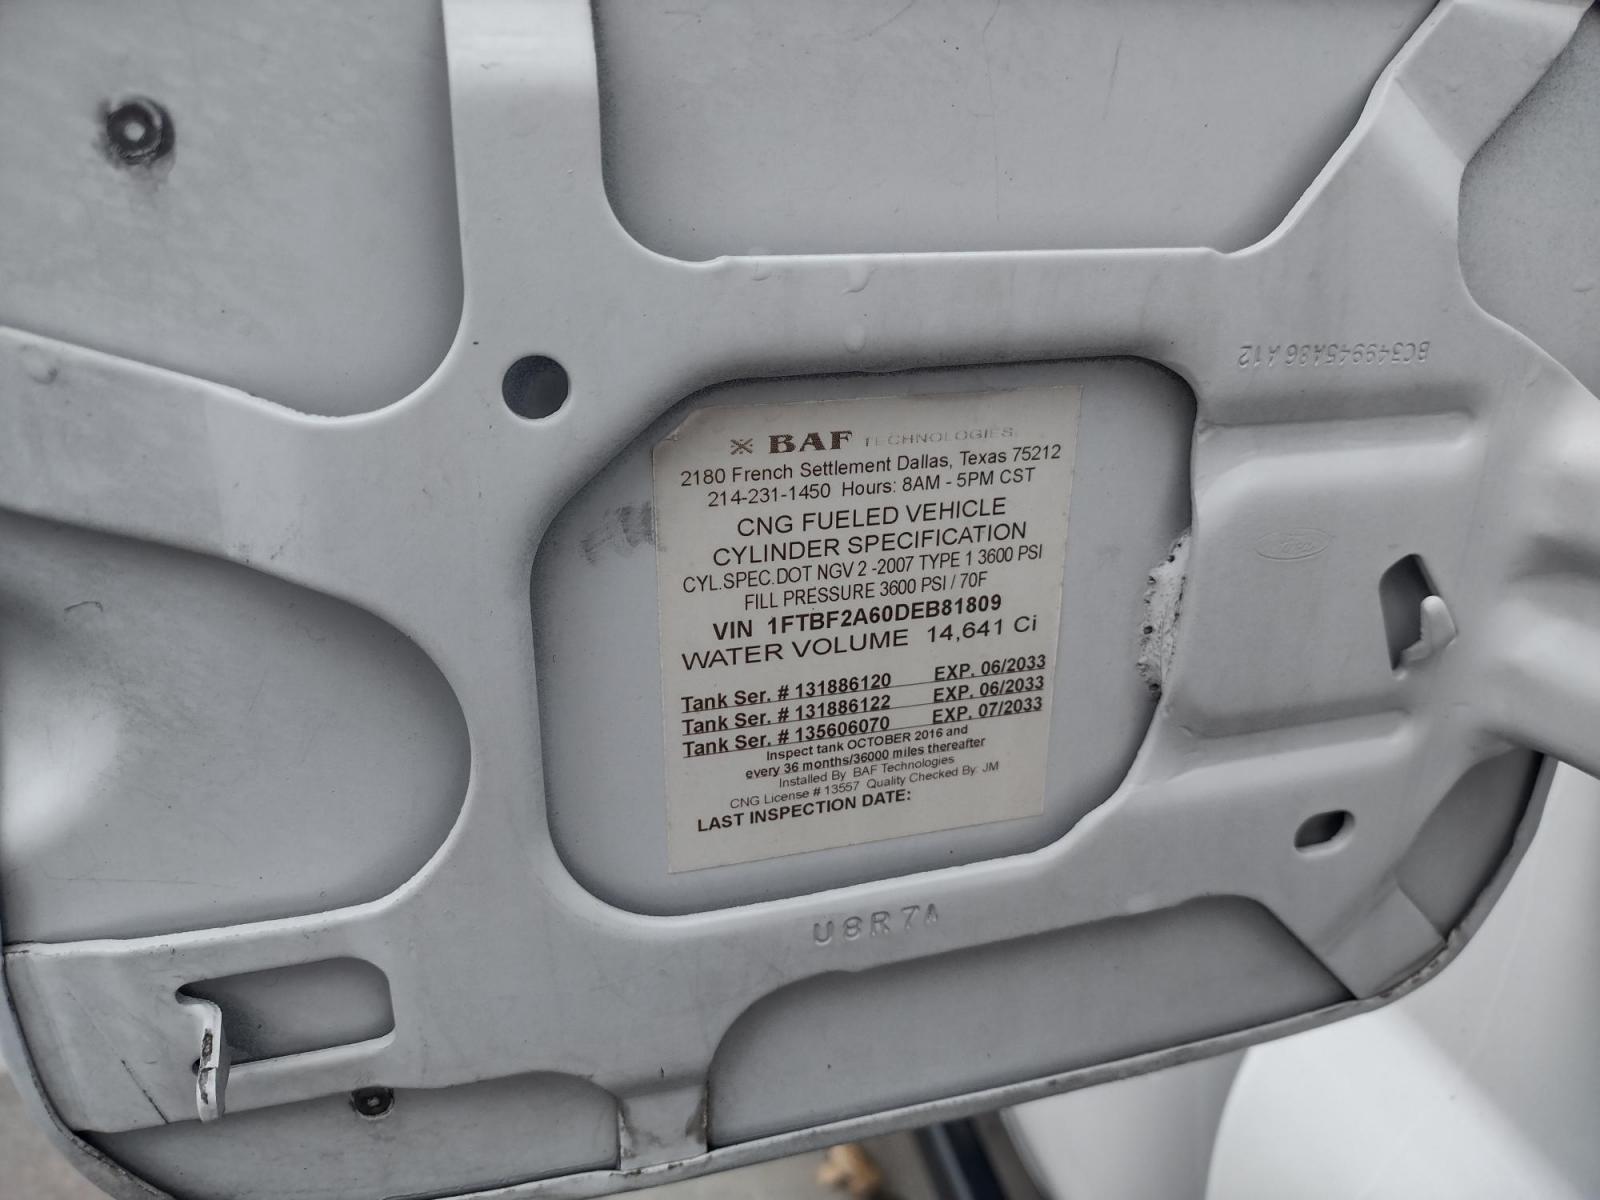 BC349945A86 A12
BAF TECHNOLOGIES
2180 French Settlement Dallas, Texas 75212
214-231-1450 Hours: 8AM - 5PM CST
CNG FUELED VEHICLE
CYLINDER SPECIFICATION
CYL.SPEC.DOT NGV 2 -2007 TYPE 1 3600 PSI
FILL PRESSURE 3600 PSI / 70F
VIN 1FTBF2A60DEB81809
WATER VOLUME 14,641 Ci
Tank Ser. # 131886120 EXP. 06/2033
Tank Ser. # 131886122 EXP. 06/2033
Tank Ser. # 135606070 EXP. 07/2033
Inspect tank OCTOBER 2016 and
every 36 months/36000 miles thereafter
Installed By BAF Technologies
CNG License # 13557 Quality Checked By: JM
LAST INSPECTION DATE:
Ford
U8R7A